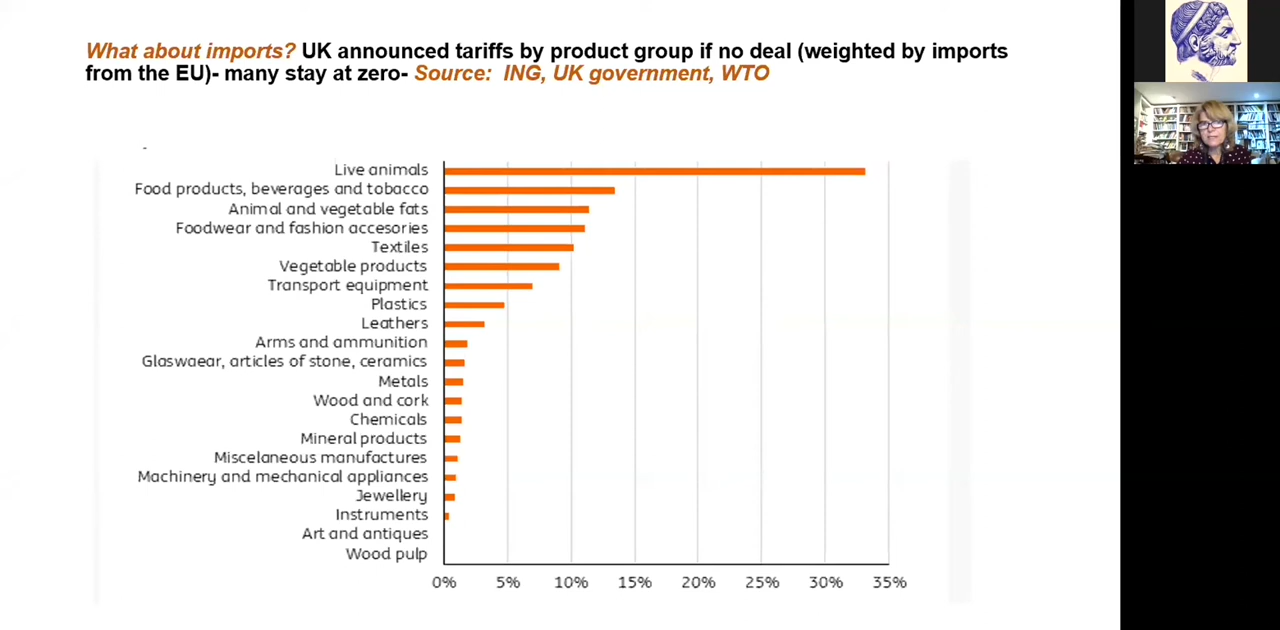 What about imports? UK announced tariffs by product group if no deal (weighted by imports
from the EU)- many stay at zero- Source: ING, UK government, WTO
Live animals
Food products, beverages and tobacco
Animal and vegetable fats
Foodwear and fashion accesories
Textiles
Vegetable products
Transport equipment
Plastics
Leathers
Arms and ammunition
Glaswaear, articles of stone, ceramics
Metals
Wood and cork
Chemicals
Mineral products
Miscelaneous manufactures
Machinery and mechanical appliances
Jewellery
Instruments
Art and antiques
Wood pulp
0% 5% 10% 15% 20% 25% 30% 35%